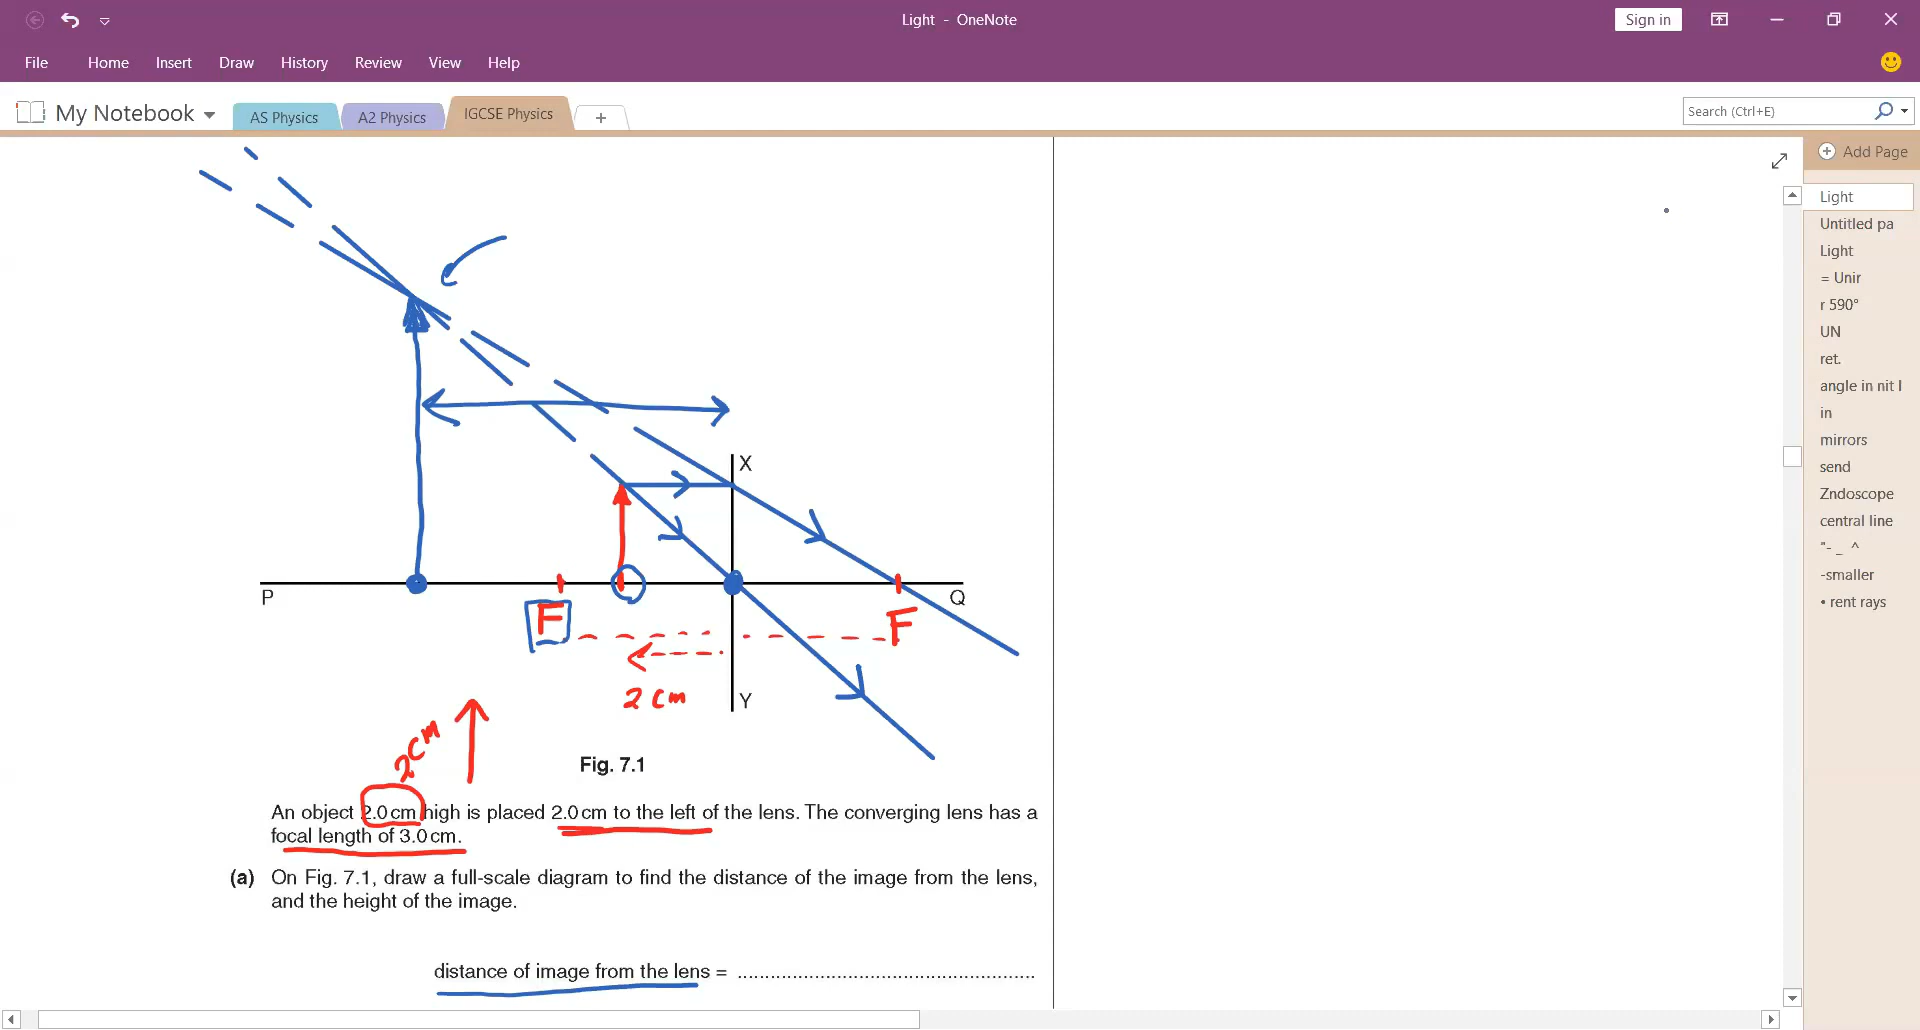 Light - OneNote
Sign in
File Home Insert Draw History Review View Help
My Notebook
AS Physics
A2 Physics
IGCSE Physics
+
Search (Ctrl+E)
Add Page
Light
Untitled pa
Light
= Unir
r 590°
UN
ret.
angle in nit I
in
mirrors
send
Zndoscope
central line
"- _ ^
-smaller
• rent rays
X
P
Q
F
F
2 cm
Y
2cm
Fig. 7.1
An object 2.0 cm high is placed 2.0 cm to the left of the lens. The converging lens has a
focal length of 3.0 cm.
(a) On Fig. 7.1, draw a full-scale diagram to find the distance of the image from the lens,
and the height of the image.
distance of image from the lens = ......................................................